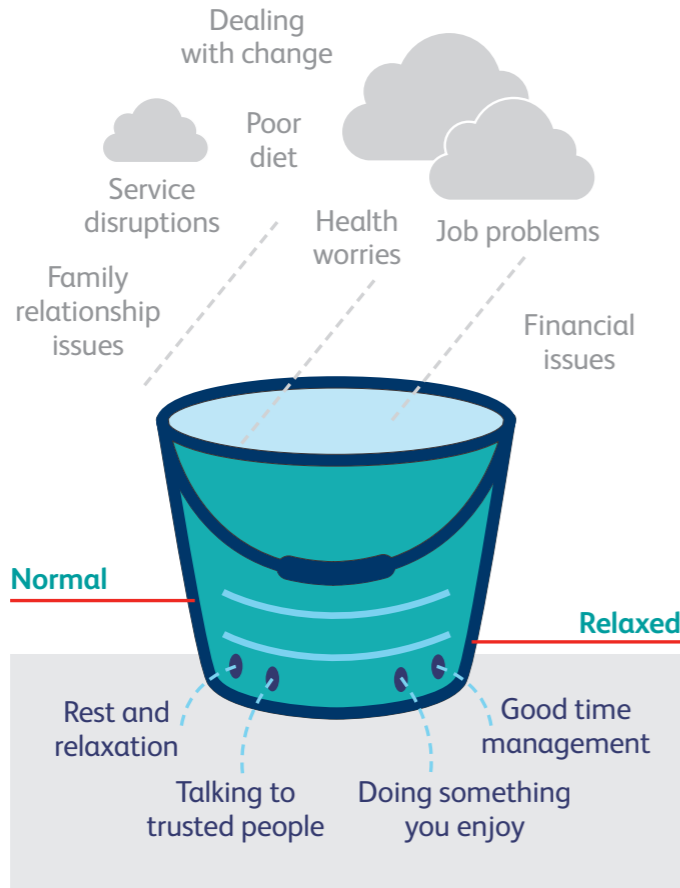 Dealing
with change
Poor
diet
Service
disruptions
Health
worries
Job problems
Family
relationship
issues
Financial
issues
Normal
Relaxed
Rest and
relaxation
Good time
management
Talking to
trusted people
Doing something
you enjoy